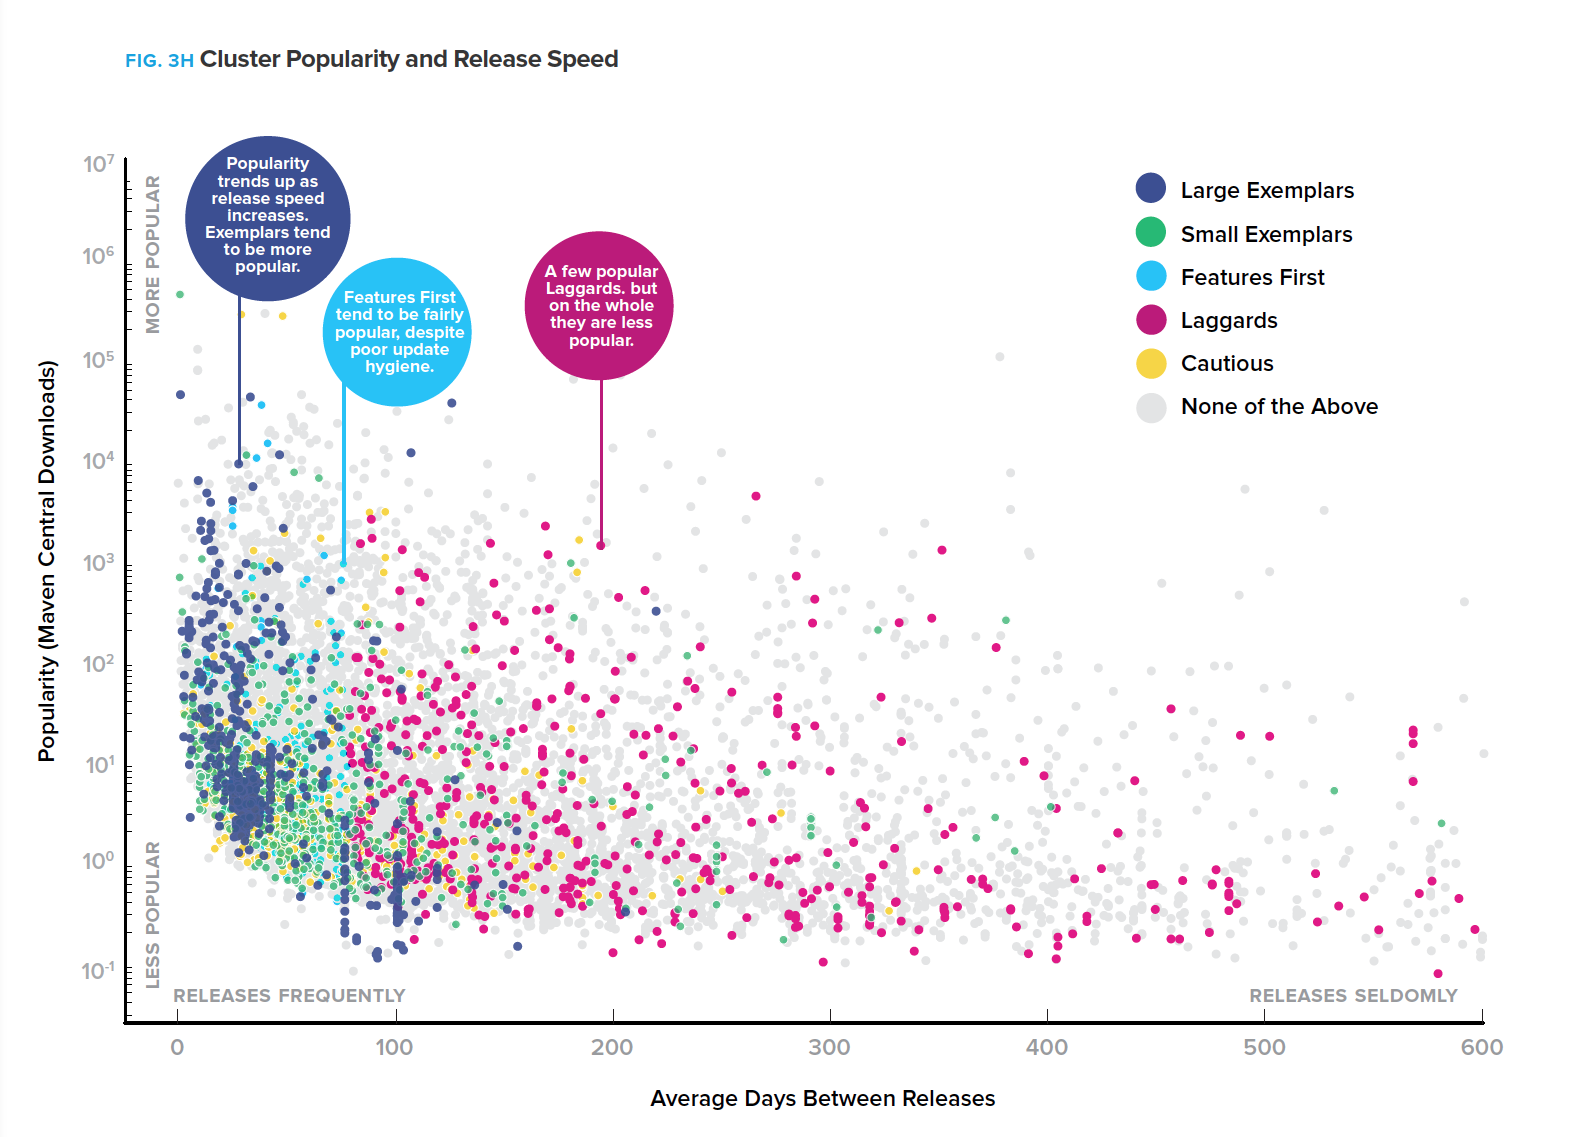 FIG. 3H Cluster Popularity and Release Speed
Popularity
trends up as
release speed
increases.
Exemplars tend
to be more
popular.
Features First
tend to be fairly
popular, despite
poor update
hygiene.
A few popular
Laggards. but
on the whole
they are less
popular.
Large Exemplars
Small Exemplars
Features First
Laggards
Cautious
None of the Above
Popularity (Maven Central Downloads)
10⁷
10⁶
10⁵
10⁴
10³
10²
10¹
10⁰
10⁻¹
MORE POPULAR
LESS POPULAR
RELEASES FREQUENTLY
RELEASES SELDOMLY
0 100 200 300 400 500 600
Average Days Between Releases